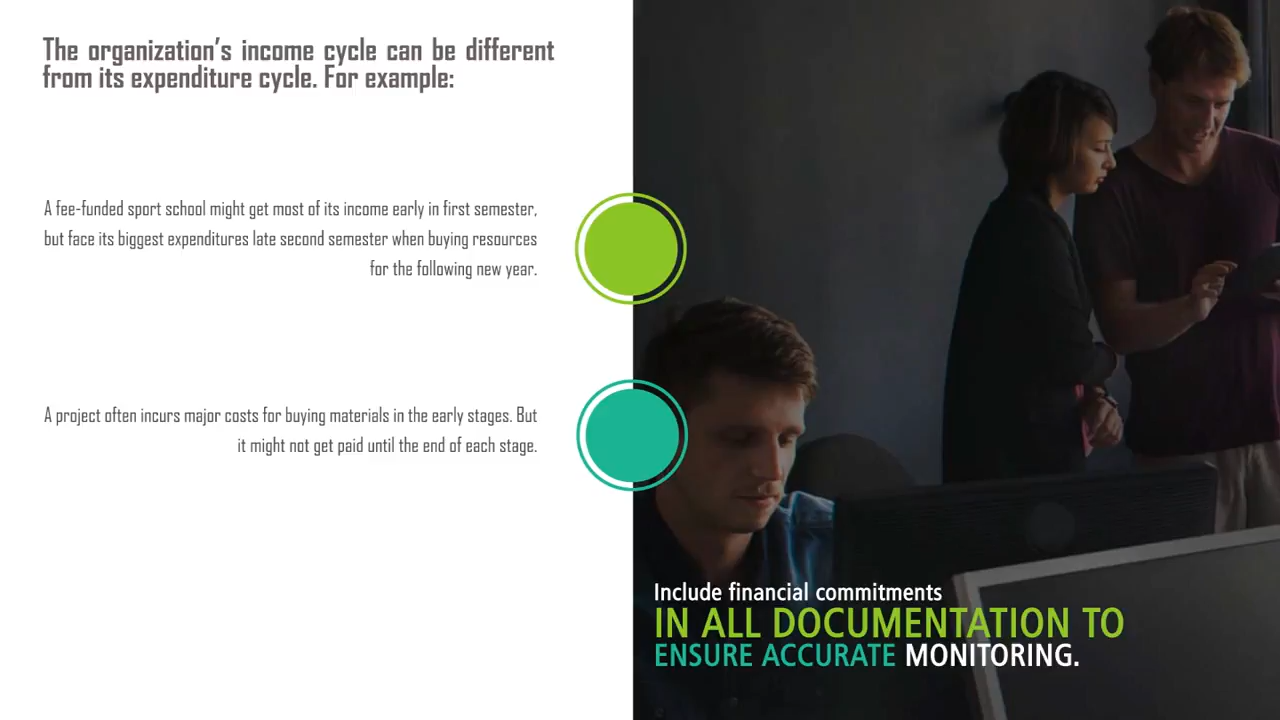 The organization’s income cycle can be different
from its expenditure cycle. For example:
A fee-funded sport school might get most of its income early in first semester,
but face its biggest expenditures late second semester when buying resources
for the following new year.
A project often incurs major costs for buying materials in the early stages. But
it might not get paid until the end of each stage.
Include financial commitments
IN ALL DOCUMENTATION TO
ENSURE ACCURATE MONITORING.